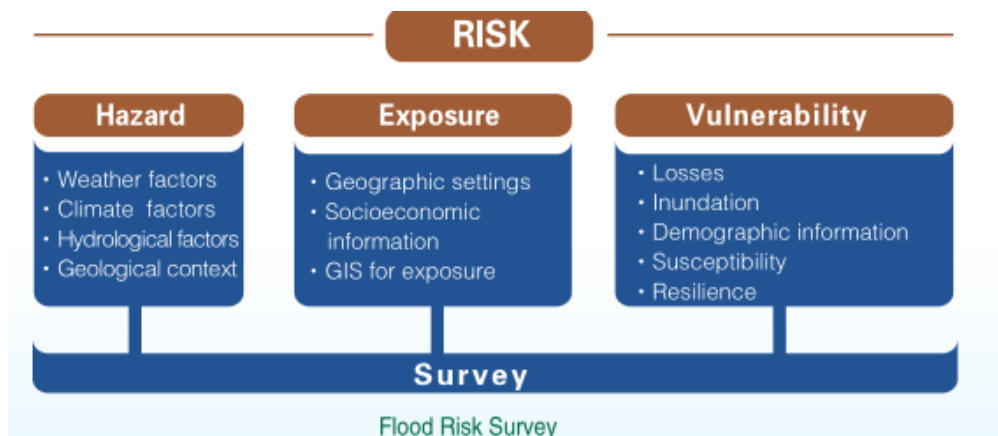 RISK
Hazard
• Weather factors
• Climate factors
• Hydrological factors
• Geological context
Exposure
• Geographic settings
• Socioeconomic
information
• GIS for exposure
Vulnerability
• Losses
• Inundation
• Demographic information
• Susceptibility
• Resilience
Survey
Flood Risk Survey